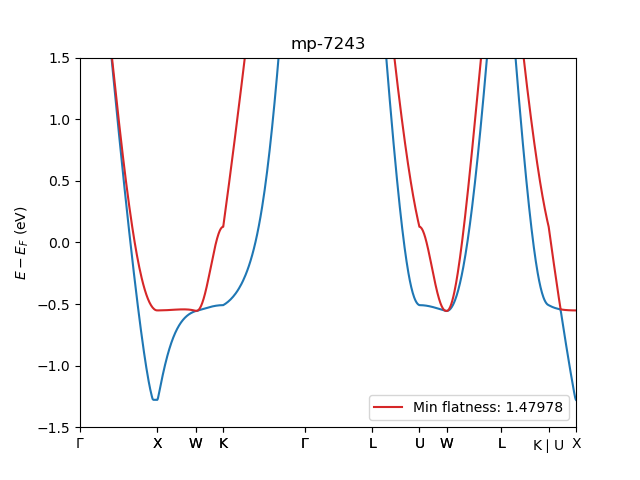 mp-7243
1.5
1.0
0.5
0.0
−0.5
−1.0
−1.5
E − E_F (eV)
Min flatness: 1.47978
Γ X W K Γ L U W L K | U X